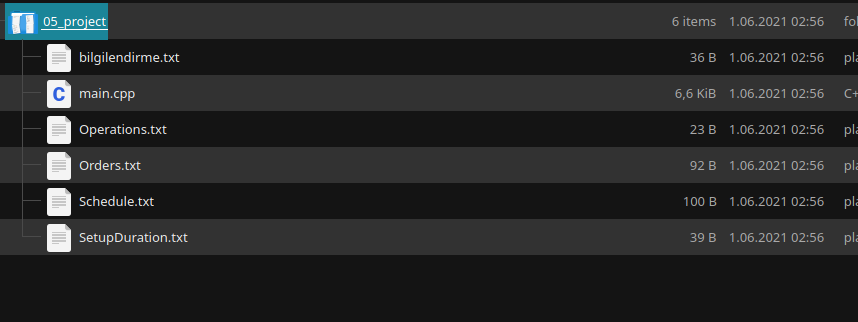 05_project 6 items 1.06.2021 02:56 fol
bilgilendirme.txt 36 B 1.06.2021 02:56 pla
main.cpp 6,6 KiB 1.06.2021 02:56 C+
Operations.txt 23 B 1.06.2021 02:56 pla
Orders.txt 92 B 1.06.2021 02:56 pla
Schedule.txt 100 B 1.06.2021 02:56 pla
SetupDuration.txt 39 B 1.06.2021 02:56 pla